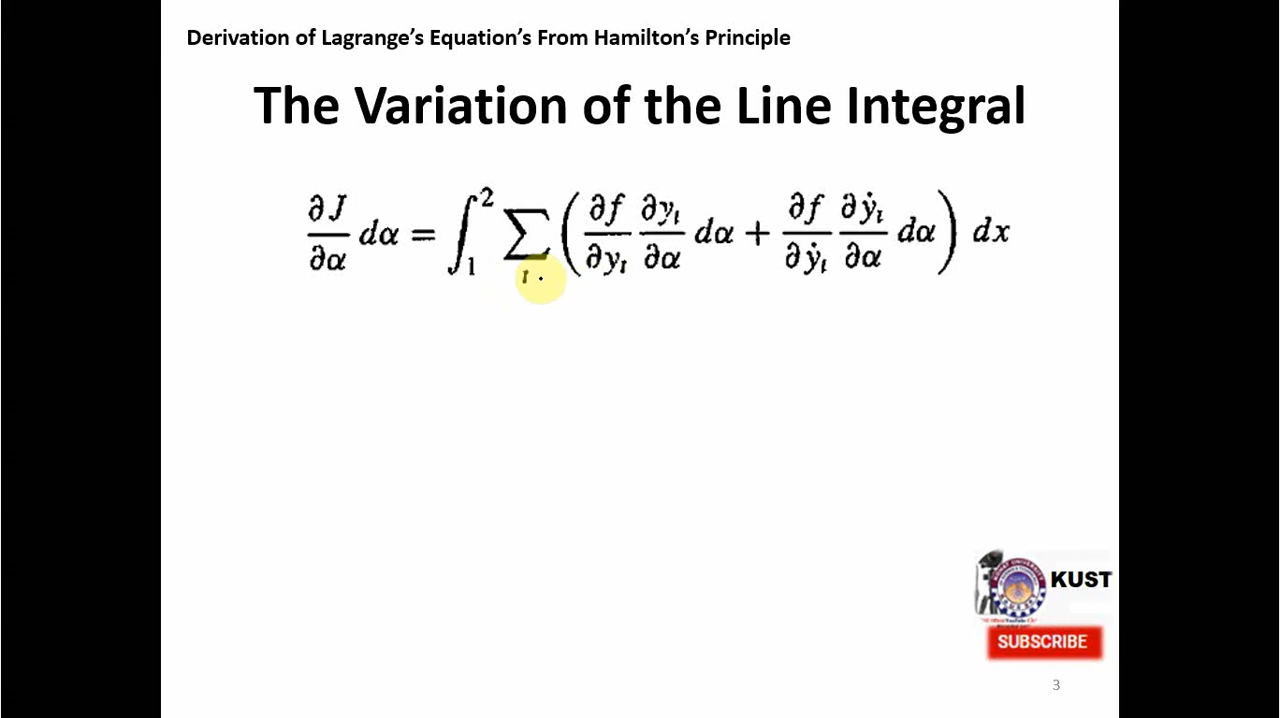 Derivation of Lagrange’s Equation’s From Hamilton’s Principle
The Variation of the Line Integral
∂J/∂α dα = ∫₁² ∑ᵢ (∂f/∂yᵢ ∂yᵢ/∂α dα + ∂f/∂ẏᵢ ∂ẏᵢ/∂α dα) dx
KUST
SUBSCRIBE
3